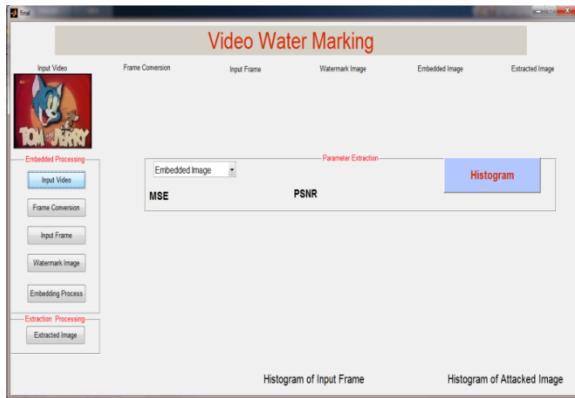 final
Video Water Marking
Input Video
Frame Conversion
Input Frame
Watermark Image
Embedded Image
Extracted Image
TOM and JERRY
Embedded Processing
Input Video
Frame Conversion
Input Frame
Watermark Image
Embedding Process
Extraction Processing
Extracted Image
Parameter Extraction
Embedded Image
MSE
PSNR
Histogram
Histogram of Input Frame
Histogram of Attacked Image